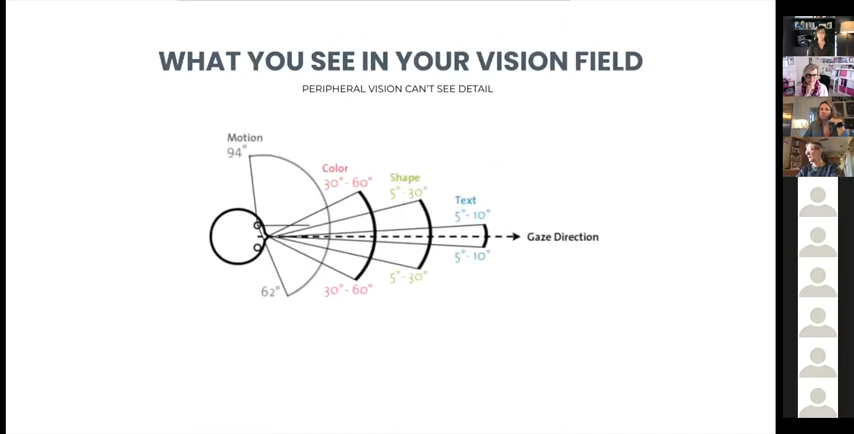 WHAT YOU SEE IN YOUR VISION FIELD
PERIPHERAL VISION CAN'T SEE DETAIL
Motion
94°
Color
30°- 60°
Shape
5°- 30°
Text
5°- 10°
Gaze Direction
5°- 10°
5°- 30°
62°
30°- 60°